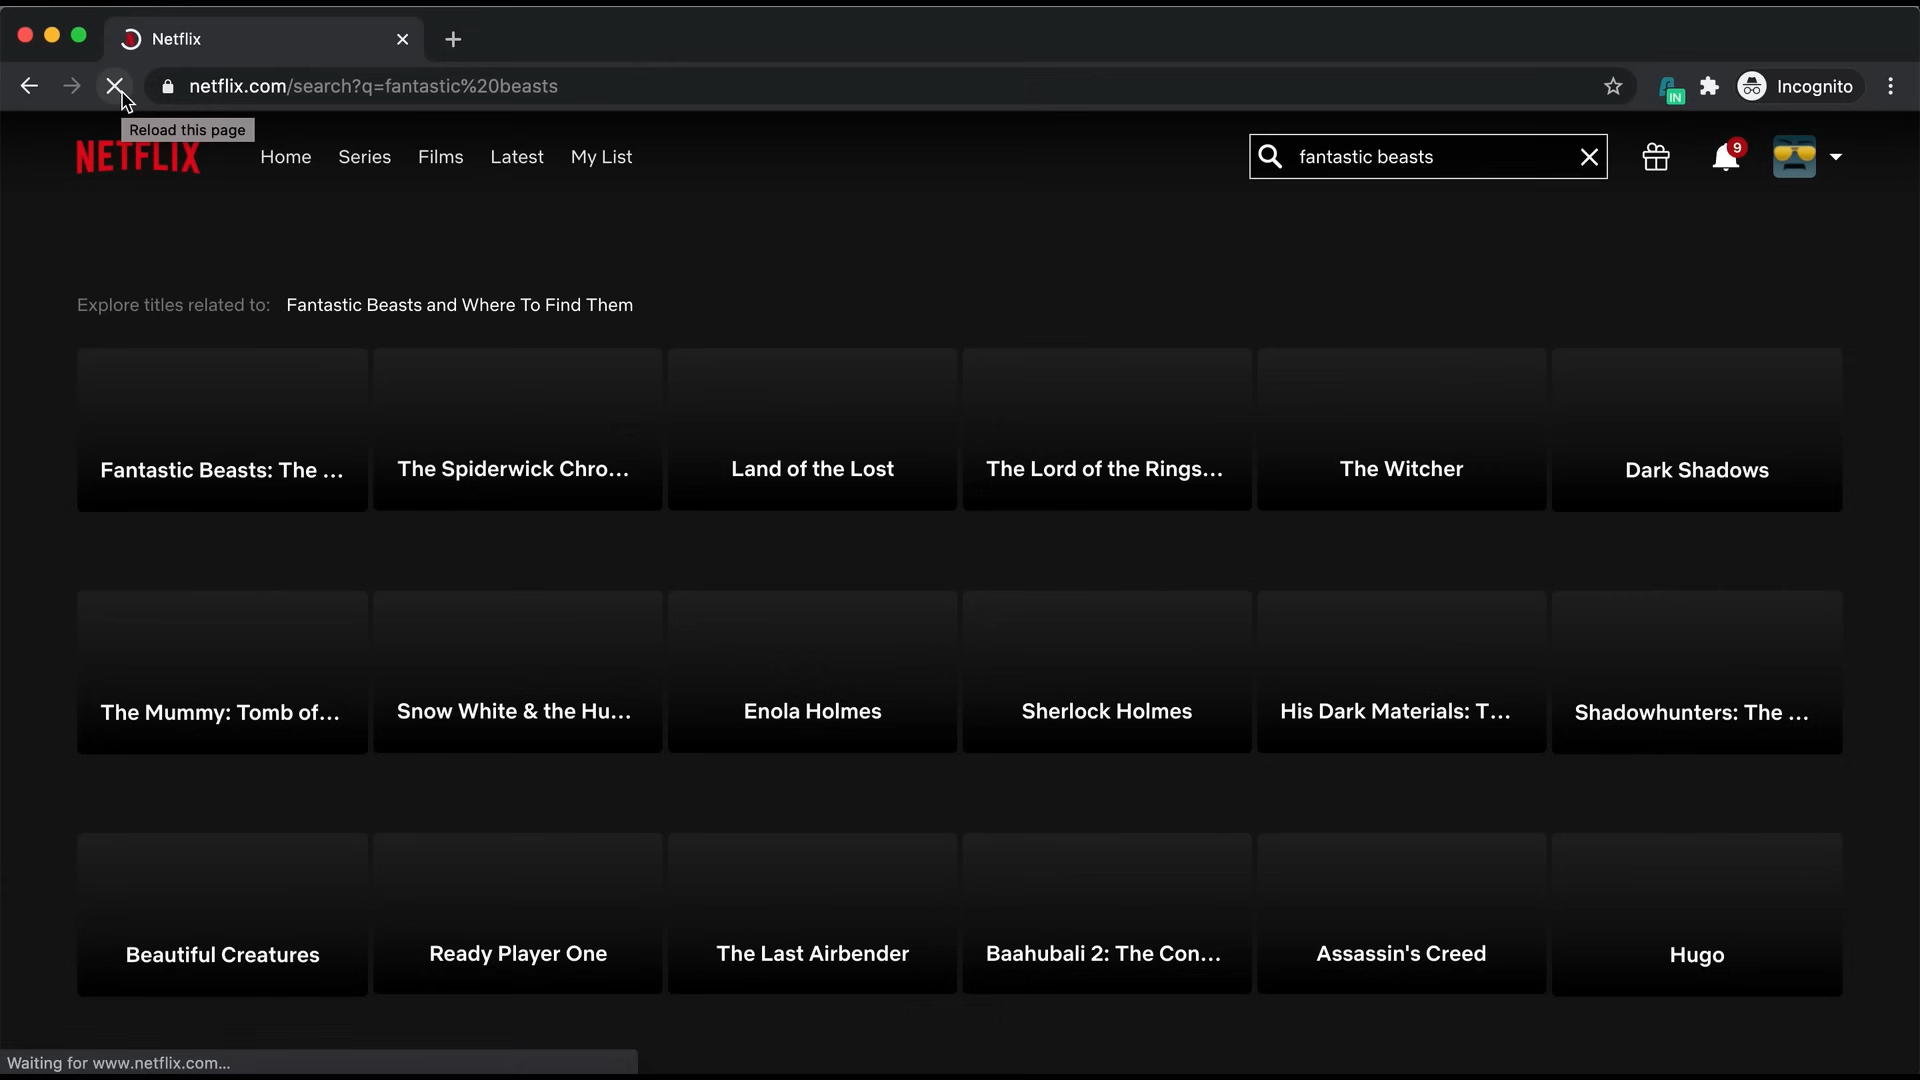 Netflix
netflix.com/search?q=fantastic%20beasts
IN
Incognito
Reload this page
NETFLIX
Home
Series
Films
Latest
My List
fantastic beasts
9
Explore titles related to: Fantastic Beasts and Where To Find Them
Fantastic Beasts: The ...
The Spiderwick Chro...
Land of the Lost
The Lord of the Rings...
The Witcher
Dark Shadows
The Mummy: Tomb of...
Snow White & the Hu...
Enola Holmes
Sherlock Holmes
His Dark Materials: T...
Shadowhunters: The ...
Beautiful Creatures
Ready Player One
The Last Airbender
Baahubali 2: The Con...
Assassin's Creed
Hugo
Waiting for www.netflix.com...